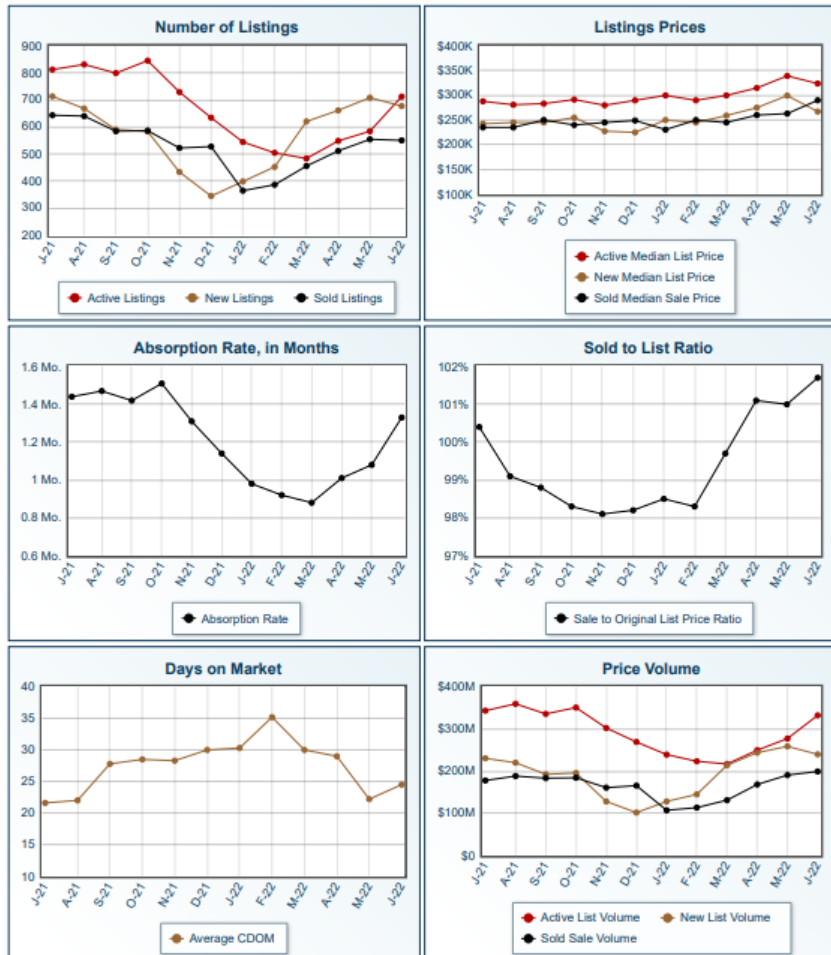 Number of Listings
900
800
700
600
500
400
300
200
J-21
A-21
S-21
O-21
N-21
D-21
J-22
F-22
M-22
A-22
M-22
J-22
Active Listings New Listings Sold Listings
Listings Prices
$400K
$350K
$300K
$250K
$200K
$150K
$100K
J-21
A-21
S-21
O-21
N-21
D-21
J-22
F-22
M-22
A-22
M-22
J-22
Active Median List Price
New Median List Price
Sold Median Sale Price
Absorption Rate, in Months
1.6 Mo.
1.4 Mo.
1.2 Mo.
1 Mo.
0.8 Mo.
0.6 Mo.
J-21
A-21
S-21
O-21
N-21
D-21
J-22
F-22
M-22
A-22
M-22
J-22
Absorption Rate
Sold to List Ratio
102%
101%
100%
99%
98%
97%
J-21
A-21
S-21
O-21
N-21
D-21
J-22
F-22
M-22
A-22
M-22
J-22
Sale to Original List Price Ratio
Days on Market
40
35
30
25
20
15
10
J-21
A-21
S-21
O-21
N-21
D-21
J-22
F-22
M-22
A-22
M-22
J-22
Average CDOM
Price Volume
$400M
$300M
$200M
$100M
$0
J-21
A-21
S-21
O-21
N-21
D-21
J-22
F-22
M-22
A-22
M-22
J-22
Active List Volume New List Volume
Sold Sale Volume